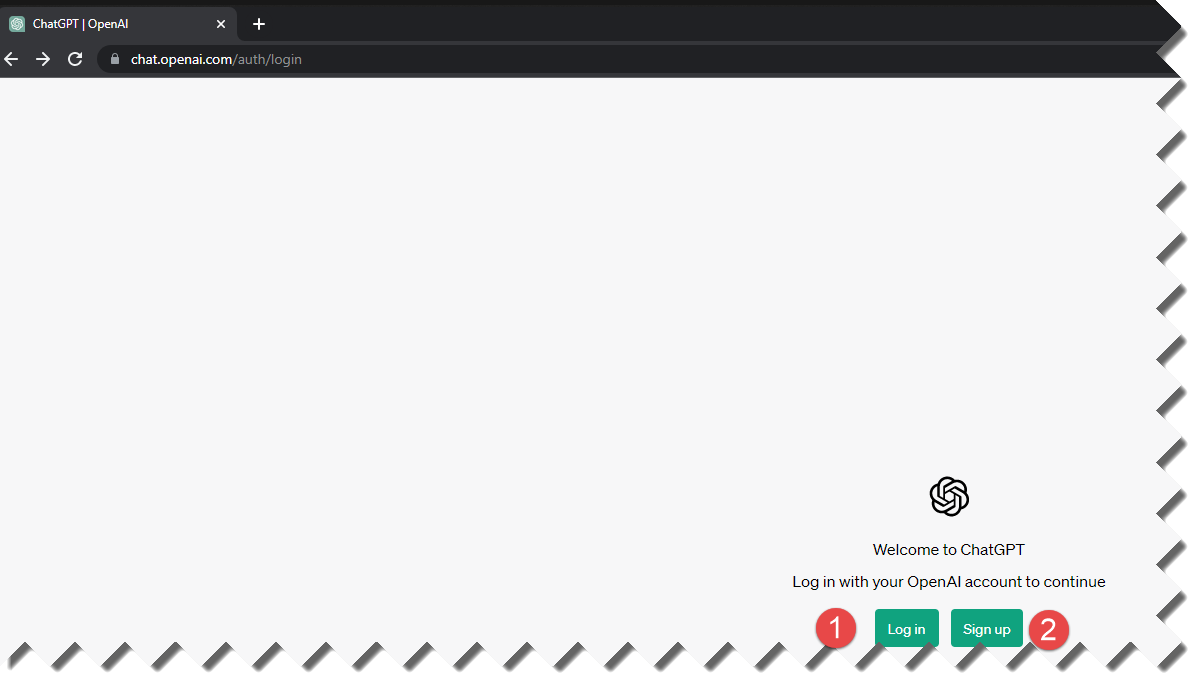 ChatGPT | OpenAI
chat.openai.com/auth/login
Welcome to ChatGPT
Log in with your OpenAI account to continue
1 Log in Sign up 2